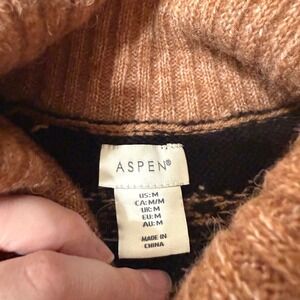 ASPEN®
US:M
CA:M/M
UK:M
EU:M
AU:M
MADE IN
CHINA